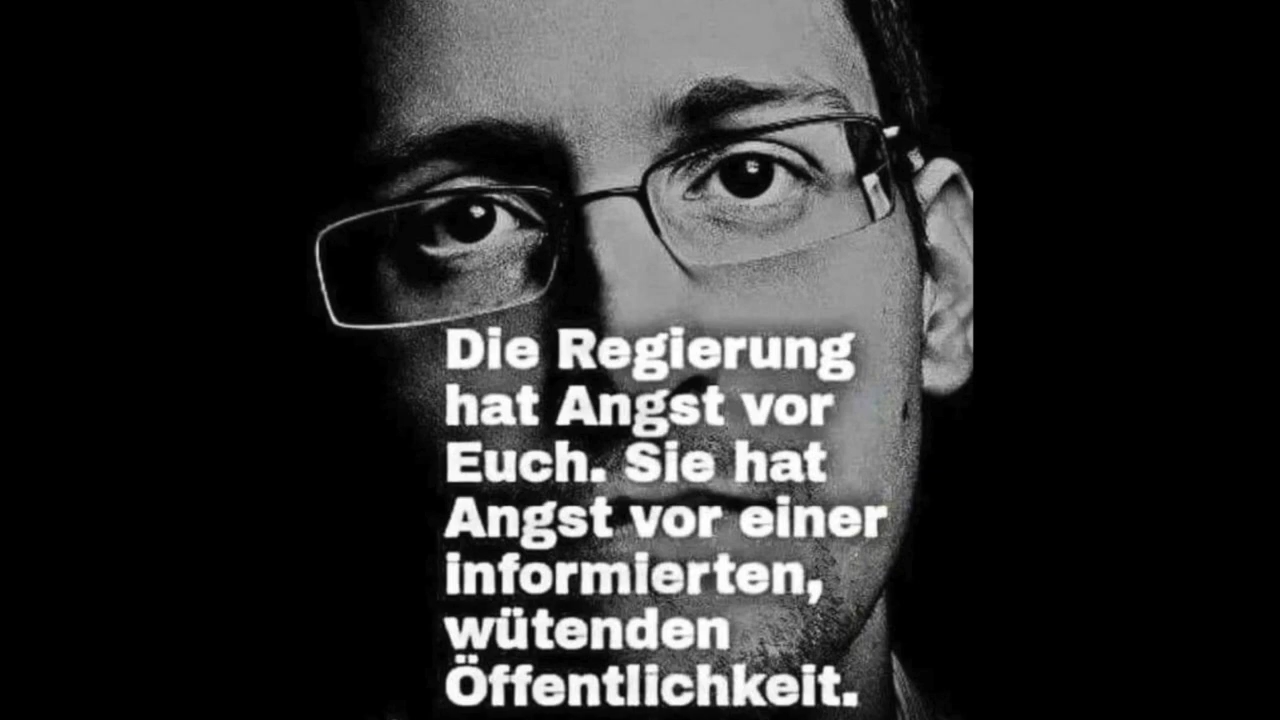 Die Regierung
hat Angst vor
Euch. Sie hat
Angst vor einer
informierten,
wütenden
Öffentlichkeit.